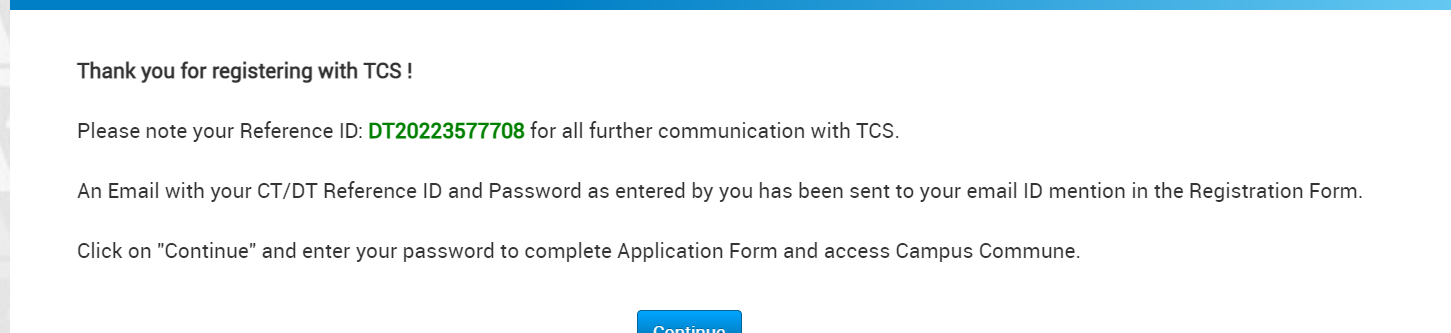 Thank you for registering with TCS !
Please note your Reference ID: DT20223577708 for all further communication with TCS.
An Email with your CT/DT Reference ID and Password as entered by you has been sent to your email ID mention in the Registration Form.
Click on "Continue" and enter your password to complete Application Form and access Campus Commune.
Continue